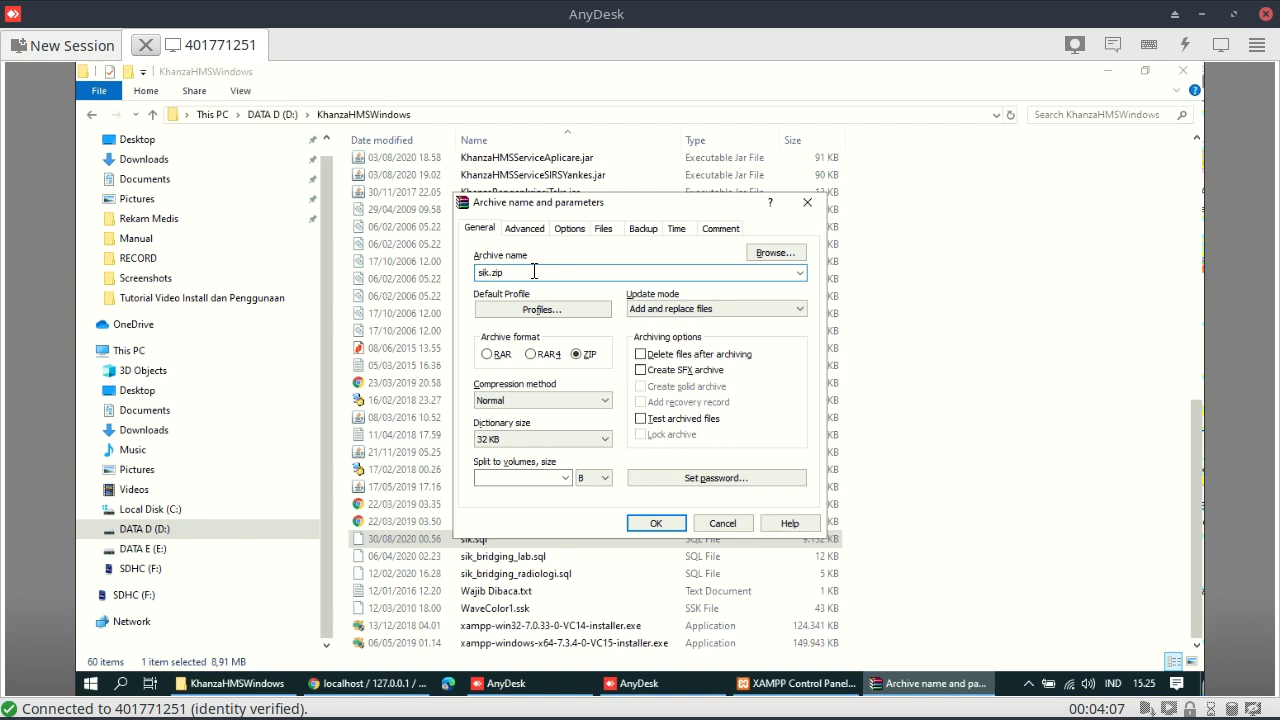 AnyDesk
New Session
401771251
KhanzaHMSWindows
File Home Share View
This PC DATA D (D:) KhanzaHMSWindows
Search KhanzaHMSWindows
Date modified Name Type Size
Desktop
Downloads
Documents
Pictures
Rekam Medis
Manual
RECORD
Screenshots
Tutorial Video Install dan Penggunaan
OneDrive
This PC
3D Objects
Desktop
Documents
Downloads
Music
Pictures
Videos
Local Disk (C:)
DATA D (D:)
DATA E (E:)
SDHC (F:)
SDHC (F:)
Network
03/08/2020 18.58 KhanzaHMSServiceAplicare.jar Executable Jar File 91 KB
03/08/2020 19.02 KhanzaHMSServiceSIRSYankes.jar Executable Jar File 90 KB
30/11/2017 22.05
29/04/2009 09.58
06/02/2006 05.22
06/02/2006 05.22
17/10/2006 12.00
06/02/2006 05.22
06/02/2006 05.22
17/10/2006 12.00
17/10/2006 12.00
08/06/2015 13.55
05/03/2015 16.36
23/03/2019 20.58
16/02/2018 23.27
08/03/2016 10.52
11/04/2018 17.59
21/11/2019 05.25
17/02/2018 00.26
17/05/2019 17.16
22/03/2019 03.35
22/03/2019 03.50
30/08/2020 00.56 sik.sql SQL File 9.132 KB
06/04/2020 02.23 sik_bridging_lab.sql SQL File 12 KB
12/02/2020 16.28 sik_bridging_radiologi.sql SQL File 5 KB
12/01/2016 12.20 Wajib Dibaca.txt Text Document 1 KB
12/03/2010 18.00 WaveColor1.ssk SSK File 43 KB
13/12/2018 04.01 xampp-win32-7.0.33-0-VC14-installer.exe Application 124.341 KB
06/05/2019 01.14 xampp-windows-x64-7.3.4-0-VC15-installer.exe Application 149.943 KB
Archive name and parameters
General Advanced Options Files Backup Time Comment
Archive name
Browse...
sik.zip
Default Profile
Profiles...
Update mode
Add and replace files
Archive format
RAR RAR4 ZIP
Compression method
Normal
Dictionary size
32 KB
Split to volumes, size
B
Archiving options
Delete files after archiving
Create SFX archive
Create solid archive
Add recovery record
Test archived files
Lock archive
Set password...
OK Cancel Help
60 items 1 item selected 8,91 MB
KhanzaHMSWindows localhost / 127.0.0.1 / ... AnyDesk AnyDesk XAMPP Control Panel... Archive name and pa... IND 15.25
Connected to 401771251 (identity verified). 00:04:07